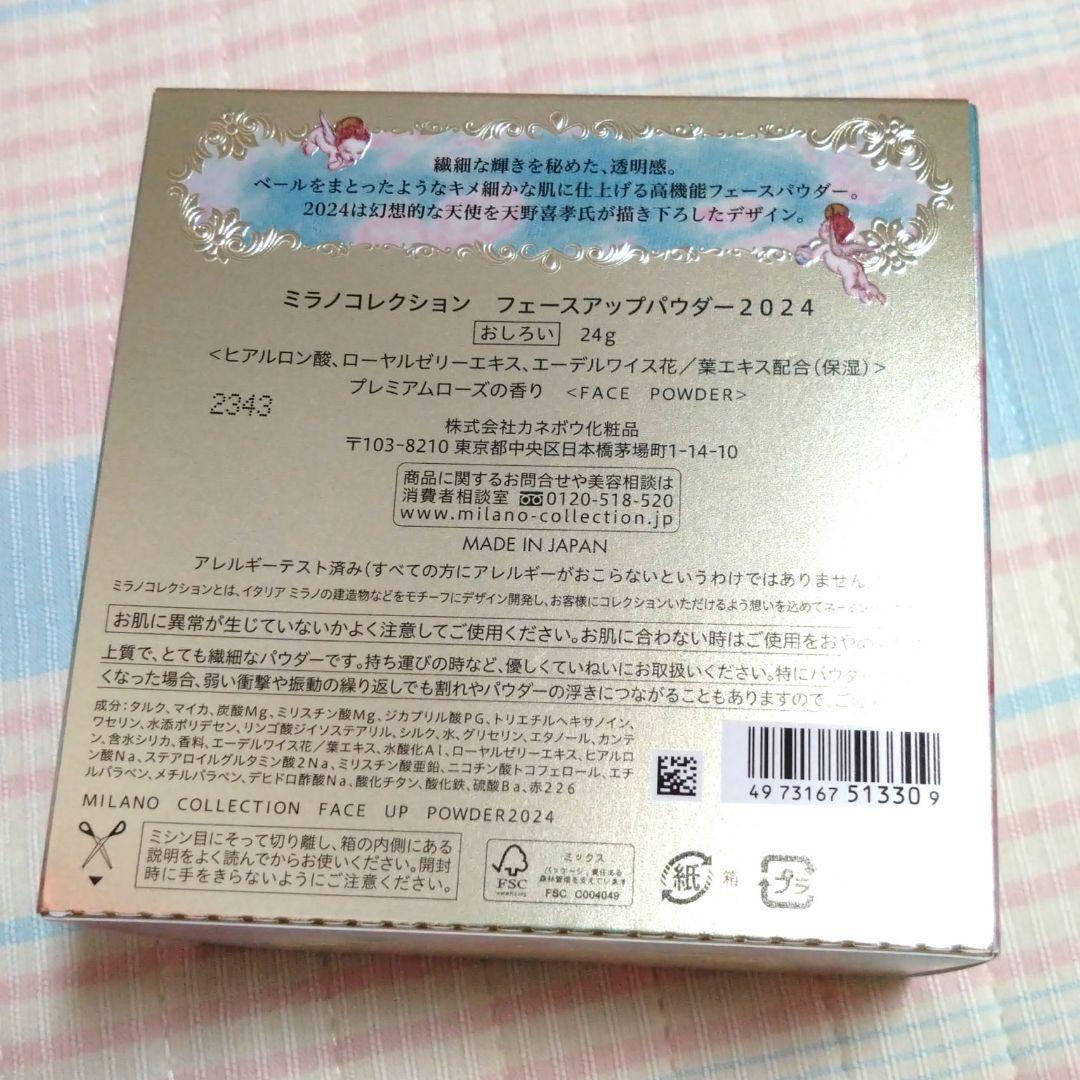 繊細な輝きを秘めた、透明感。
ベールをまとったようなキメ細かな肌に仕上げる高機能フェースパウダー。
2024は幻想的な天使を天野喜孝氏が描き下ろしたデザイン。
ミラノコレクション　フェースアップパウダー2024
おしろい　24g
<ヒアルロン酸、ローヤルゼリーエキス、エーデルワイス花／葉エキス配合(保湿)>
プレミアムローズの香り　<FACE POWDER>
2343
株式会社カネボウ化粧品
〒103-8210 東京都中央区日本橋茅場町1-14-10
商品に関するお問合せや美容相談は
消費者相談室 0120-518-520
www.milano-collection.jp
MADE IN JAPAN
アレルギーテスト済み(すべての方にアレルギーがおこらないというわけではありません。
ミラノコレクションとは、イタリア ミラノの建造物などをモチーフにデザイン開発し、お客様にコレクションいただけるよう想いを込めてネーミン
お肌に異常が生じていないかよく注意してご使用ください。お肌に合わない時はご使用をおやめ
上質で、とても繊細なパウダーです。持ち運びの時など、優しくていねいにお取扱いください。特にパウダー
くなった場合、弱い衝撃や振動の繰り返しでも割れやパウダーの浮きにつながることもありますので、ご
成分：タルク、マイカ、炭酸Mg、ミリスチン酸Mg、ジカプリル酸PG、トリエチルヘキサノイン、
ワセリン、水添ポリデセン、リンゴ酸ジイソステアリル、シルク、水、グリセリン、エタノール、カンテ
ン、含水シリカ、香料、エーデルワイス花／葉エキス、水酸化Al、ローヤルゼリーエキス、ヒアルロ
ン酸Na、ステアロイルグルタミン酸2Na、ミリスチン酸亜鉛、ニコチン酸トコフェロール、エチ
ルパラベン、メチルパラベン、デヒドロ酢酸Na、酸化チタン、酸化鉄、硫酸Ba、赤226
4973167513309
MILANO COLLECTION FACE UP POWDER2024
ミシン目にそって切り離し、箱の内側にある
説明をよく読んでからお使いください。開封
時に手をきらないようにご注意ください。
FSC
ミックス
パッケージ｜責任ある
森林管理を支えています
FSC C004049
紙
箱
プラ